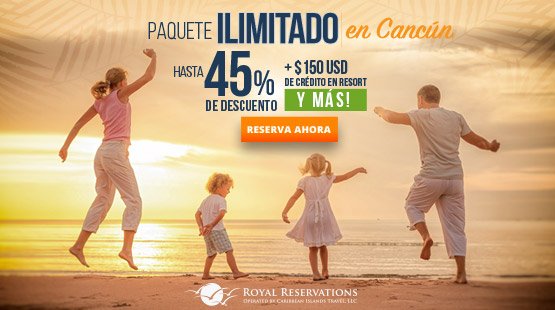 PAQUETE ILIMITADO en Cancún
HASTA 45% DE DESCUENTO
+ $150 USD
DE CRÉDITO EN RESORT
Y MÁS!
RESERVA AHORA
ROYAL RESERVATIONS
OPERATED BY CARIBBEAN ISLANDS TRAVEL, LLC